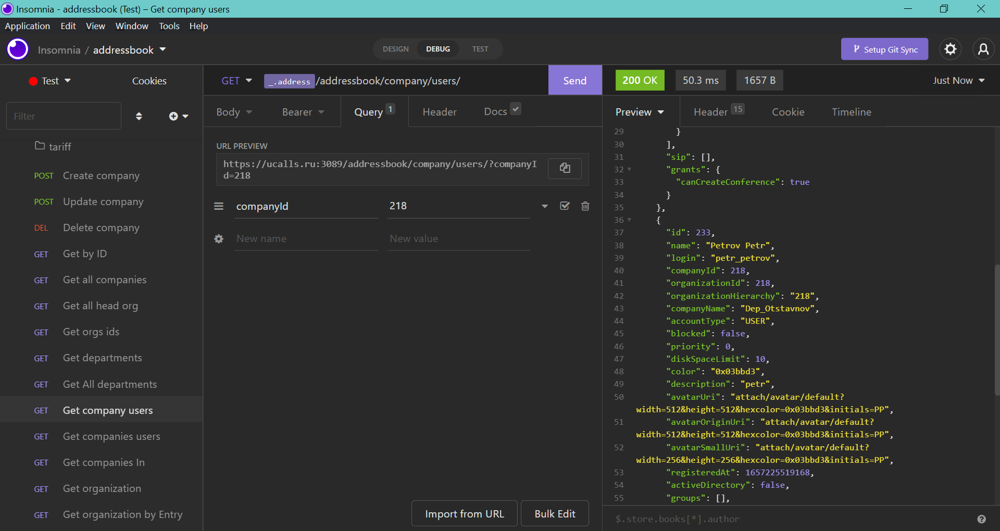 Insomnia - addressbook (Test) – Get company users
Application Edit View Window Tools Help
Insomnia / addressbook
DESIGN DEBUG TEST
Setup Git Sync
Test
Cookies
Filter
tariff
POST Create company
POST Update company
DEL Delete company
GET Get by ID
GET Get all companies
GET Get all head org
GET Get orgs ids
GET Get departments
GET Get All departments
GET Get company users
GET Get companies users
GET Get companies In
GET Get organization
GET Get organization by Entry
GET _.address /addressbook/company/users/
Send
Body Bearer Query 1 Header Docs
URL PREVIEW
https://ucalls.ru:3089/addressbook/company/users/?companyI
d=218
companyId 218
New name New value
Import from URL Bulk Edit
200 OK 50.3 ms 1657 B Just Now
Preview Header 15 Cookie Timeline
29 }
30 ],
31 "sip": [],
32 "grants": {
33 "canCreateConference": true
34 }
35 },
36 {
37 "id": 233,
38 "name": "Petrov Petr",
39 "login": "petr_petrov",
40 "companyId": 218,
41 "organizationId": 218,
42 "organizationHierarchy": "218",
43 "companyName": "Dep_Otstavnov",
44 "accountType": "USER",
45 "blocked": false,
46 "priority": 0,
47 "diskSpaceLimit": 10,
48 "color": "0x03bbd3",
49 "description": "petr",
50 "avatarUri": "attach/avatar/default?
width=512&height=512&hexcolor=0x03bbd3&initials=PP",
51 "avatarOriginUri": "attach/avatar/default?
width=512&height=512&hexcolor=0x03bbd3&initials=PP",
52 "avatarSmallUri": "attach/avatar/default?
width=256&height=256&hexcolor=0x03bbd3&initials=PP",
53 "registeredAt": 1657225519168,
54 "activeDirectory": false,
55 "groups": [],
$.store.books[*].author